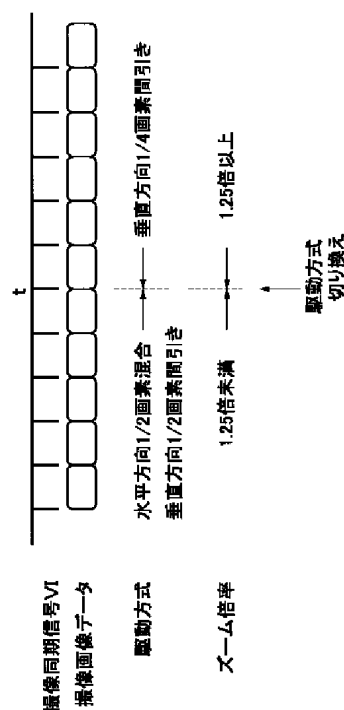 t
撮像同期信号VI
撮像画像データ
駆動方式
水平方向1/2画素混合
垂直方向1/2画素間引き
垂直方向1/4画素間引き
ズーム倍率
1.25倍未満
1.25倍以上
駆動方式
切り換え